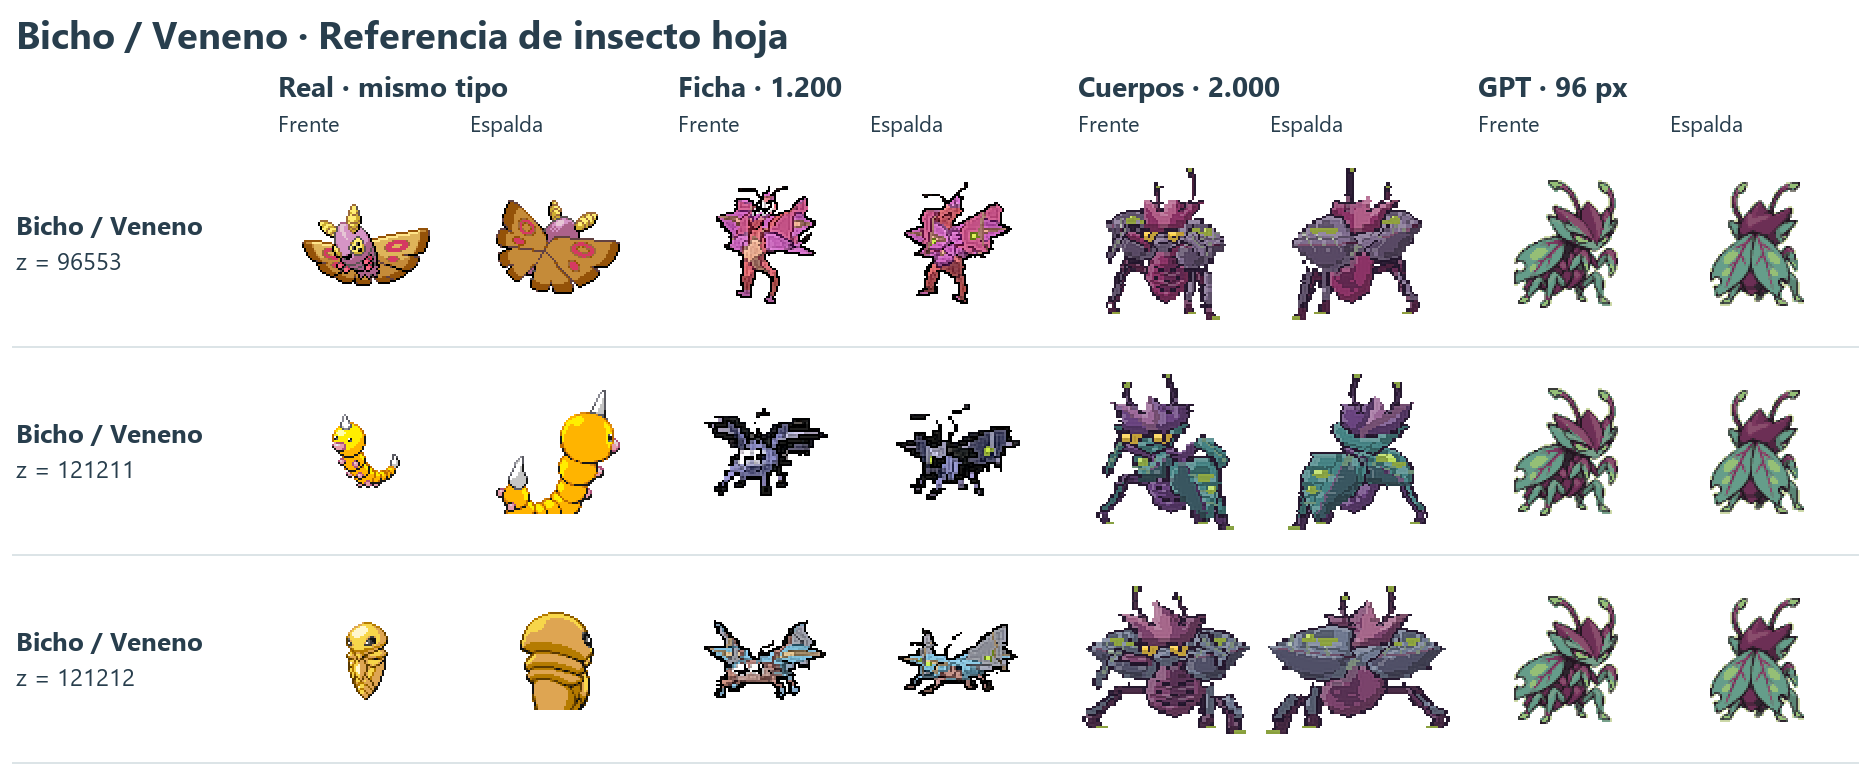 Bicho / Veneno · Referencia de insecto hoja
Real · mismo tipo Ficha · 1.200 Cuerpos · 2.000 GPT · 96 px
Frente Espalda Frente Espalda Frente Espalda Frente Espalda
Bicho / Veneno
z = 96553
Bicho / Veneno
z = 121211
Bicho / Veneno
z = 121212